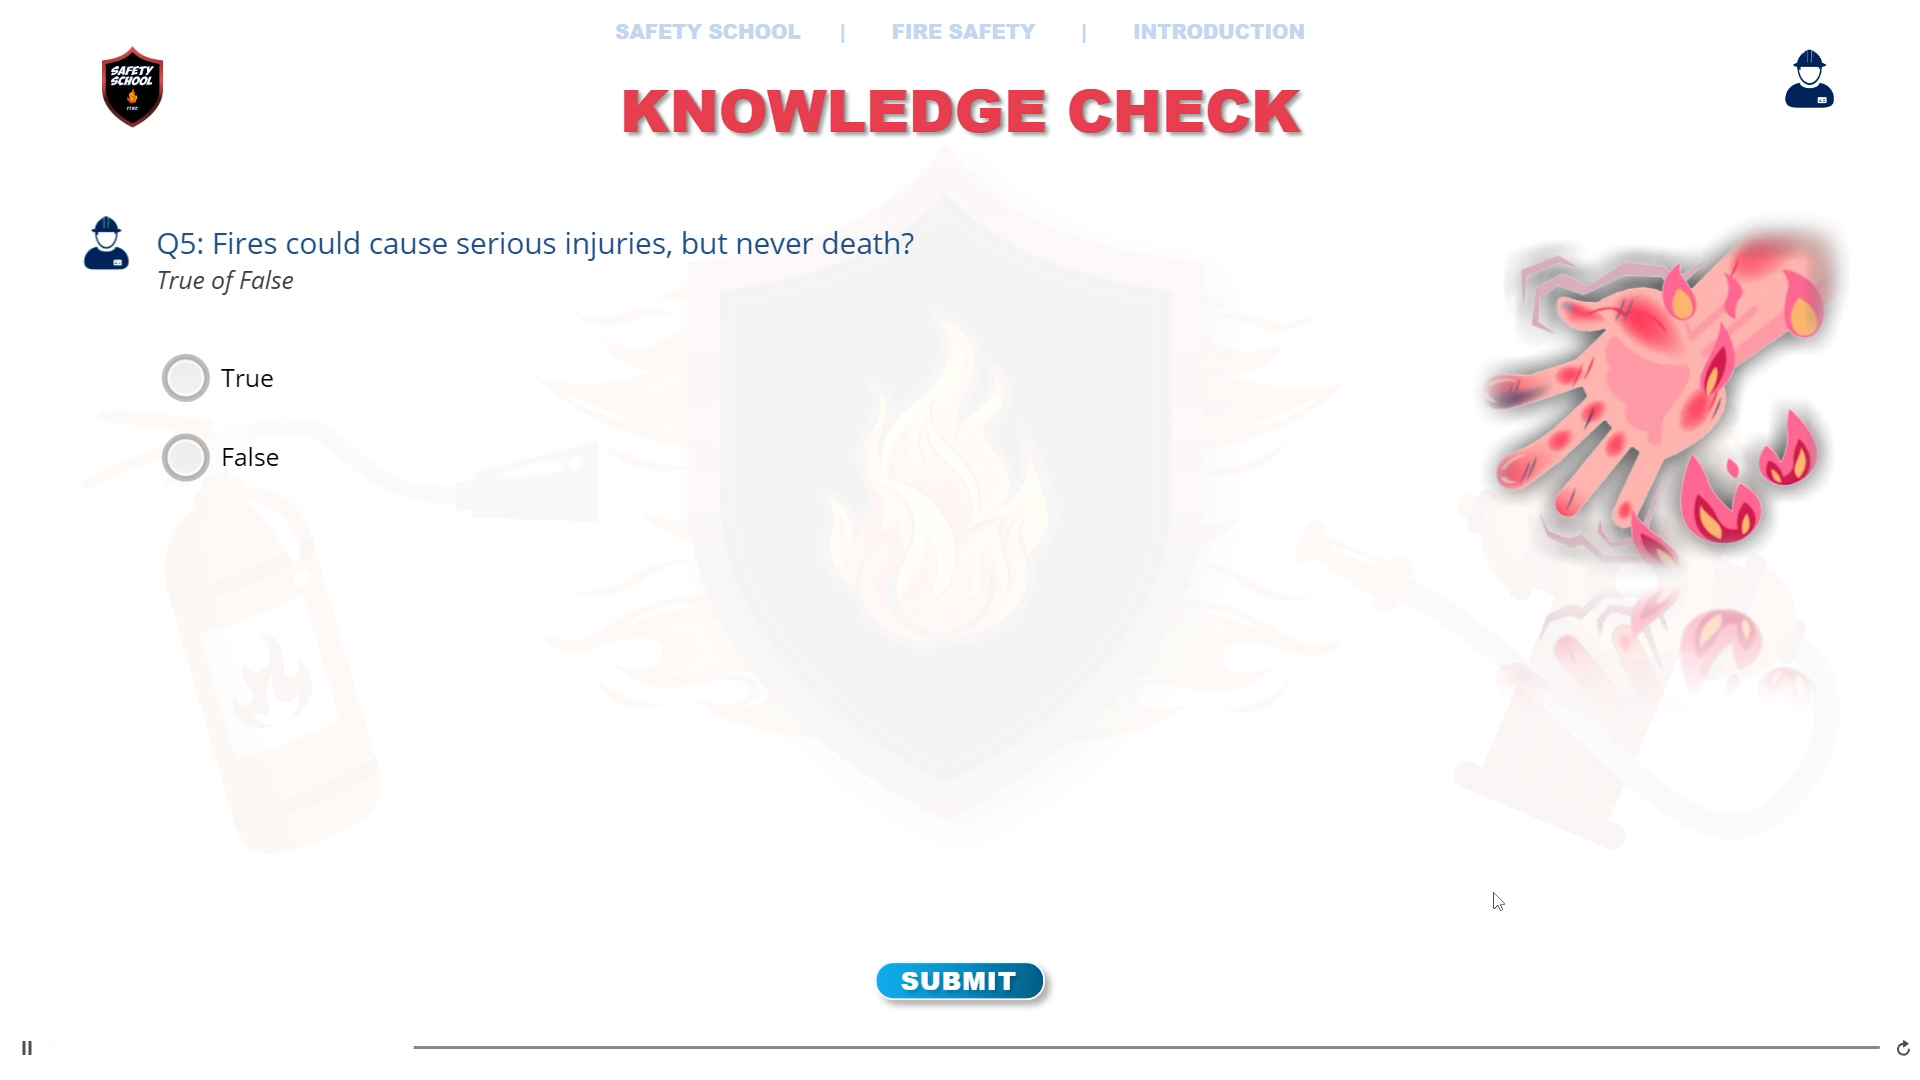 SAFETY SCHOOL | FIRE SAFETY | INTRODUCTION
SAFETY
SCHOOL
FIRE
KNOWLEDGE CHECK
Q5: Fires could cause serious injuries, but never death?
True of False
True
False
SUBMIT